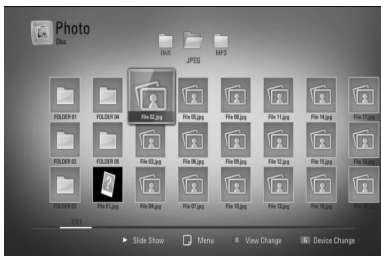 Photo
Disc
DivX
JPEG
MP3
FOLDER 01 FOLDER 04 File 02.jpg File 05.jpg File 08.jpg File 11.jpg File 14.jpg File 17.jpg
FOLDER 02 FOLDER 05 File 03.jpg File 06.jpg File 09.jpg File 12.jpg File 15.jpg
FOLDER 03 File 01.jpg File 04.jpg File 07.jpg File 10.jpg File 13.jpg File 16.jpg
1/61
Slide Show Menu R View Change G Device Change